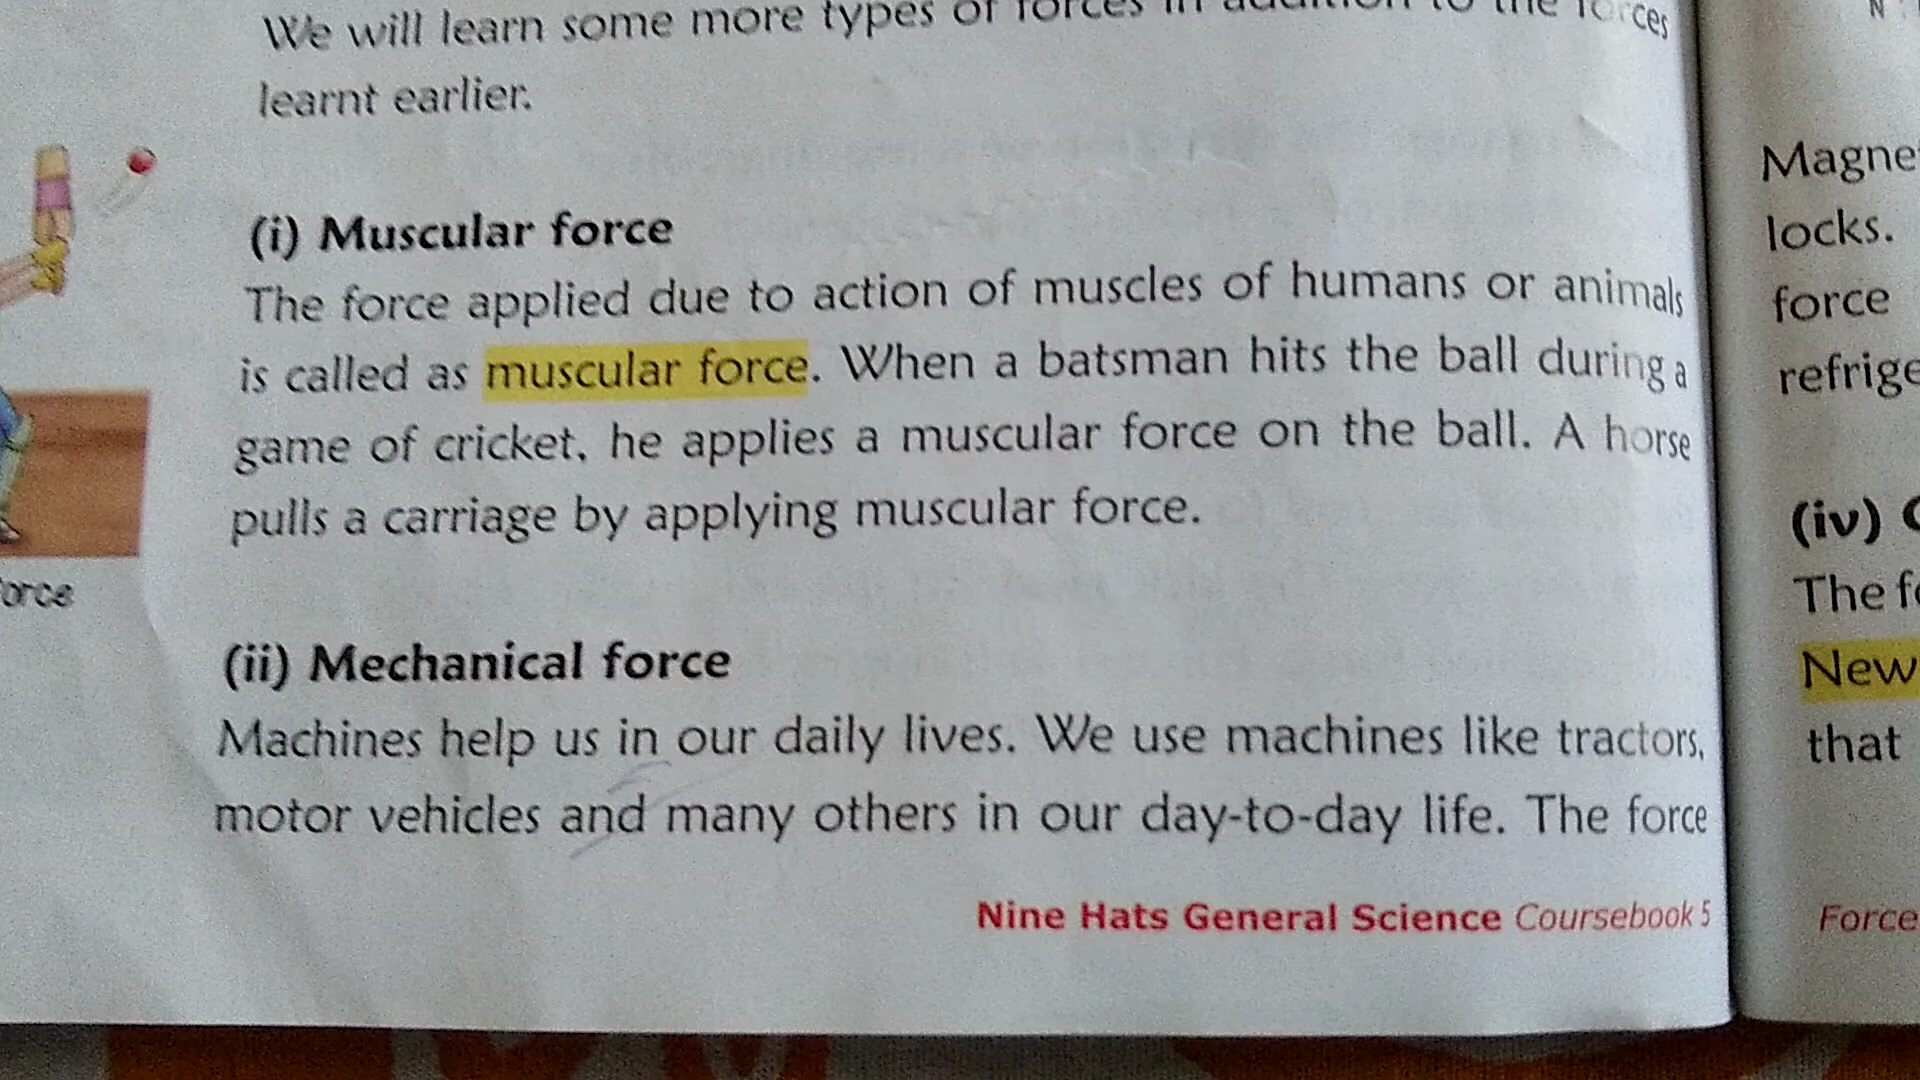 We will learn some more types of forces in addition to the forces
learnt earlier.
(i) Muscular force
The force applied due to action of muscles of humans or animals
is called as muscular force. When a batsman hits the ball during a
game of cricket, he applies a muscular force on the ball. A horse
pulls a carriage by applying muscular force.
orce
(ii) Mechanical force
Machines help us in our daily lives. We use machines like tractors,
motor vehicles and many others in our day-to-day life. The force
Nine Hats General Science Coursebook 5
N
Magne
locks.
force
refrige
(iv)
The fo
New
that
Force